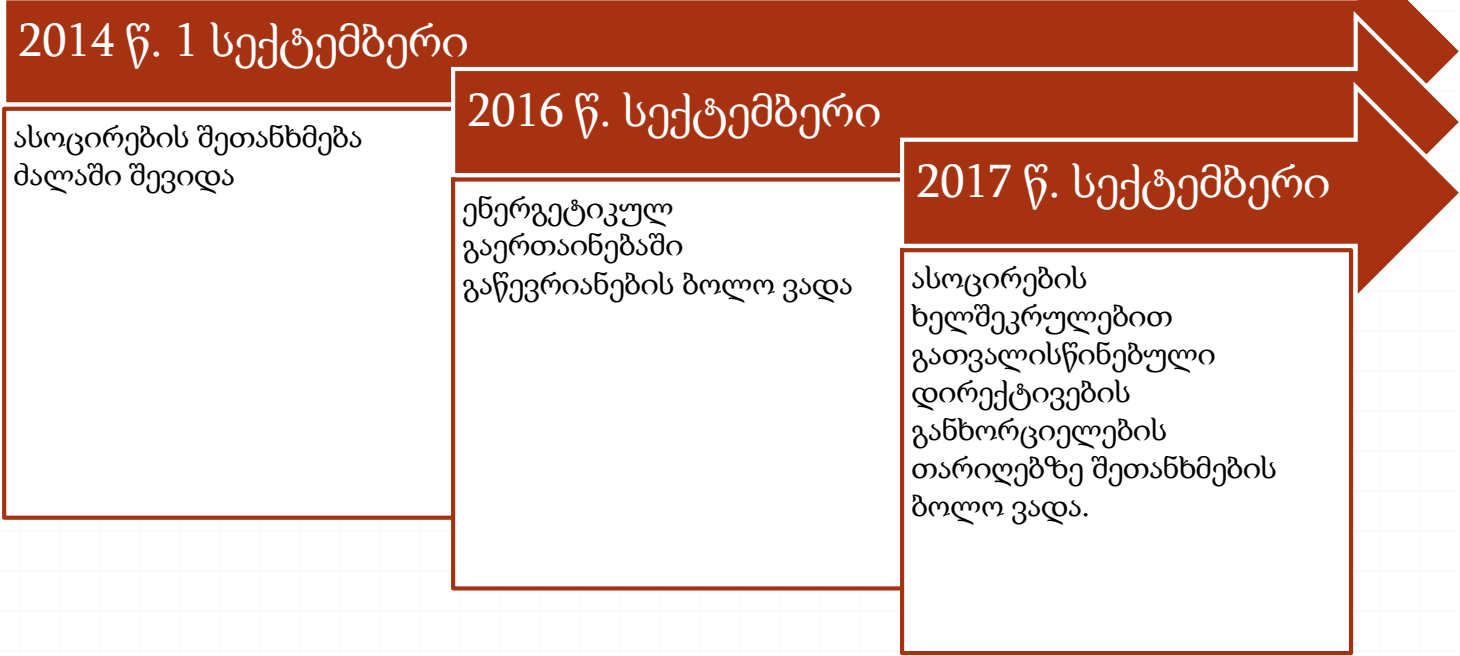 2014 წ. 1 სექტემბერი
ასოცირების შეთანხმება
ძალაში შევიდა
2016 წ. სექტემბერი
ენერგეტიკულ
გაერთაინებაში
გაწევრიანების ბოლო ვადა
2017 წ. სექტემბერი
ასოცირების
ხელშეკრულებით
გათვალისწინებული
დირექტივების
განხორციელების
თარიღებზე შეთანხმების
ბოლო ვადა.